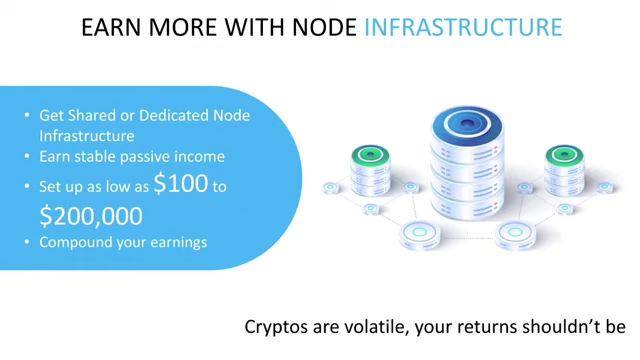 EARN MORE WITH NODE INFRASTRUCTURE
• Get Shared or Dedicated Node
Infrastructure
• Earn stable passive income
• Set up as low as $100 to
$200,000
• Compound your earnings
Cryptos are volatile, your returns shouldn't be